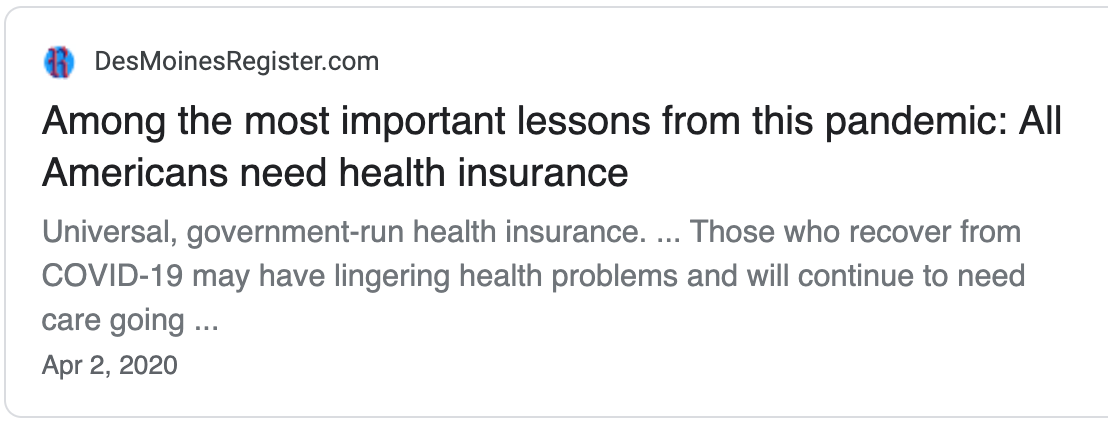 DesMoinesRegister.com
Among the most important lessons from this pandemic: All
Americans need health insurance
Universal, government-run health insurance. ... Those who recover from
COVID-19 may have lingering health problems and will continue to need
care going ...
Apr 2, 2020